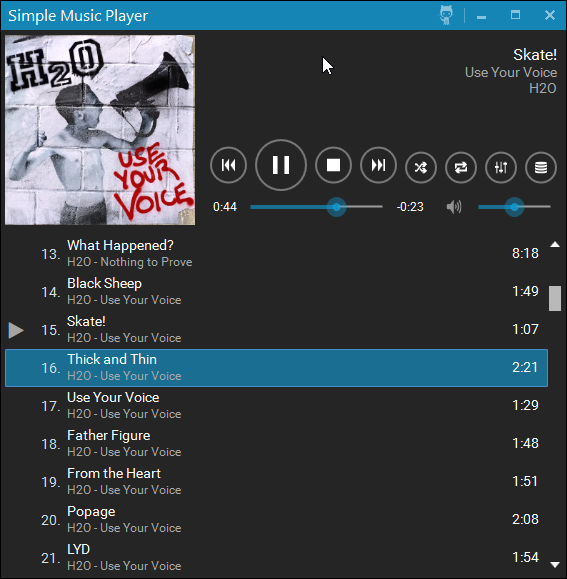 Simple Music Player
H2O
USE
YOUR
VOICE
Skate!
Use Your Voice
H2O
0:44
-0:23
13. What Happened? 8:18
H2O - Nothing to Prove
14. Black Sheep 1:49
H2O - Use Your Voice
15. Skate! 1:07
H2O - Use Your Voice
16. Thick and Thin 2:21
H2O - Use Your Voice
17. Use Your Voice 1:29
H2O - Use Your Voice
18. Father Figure 1:48
H2O - Use Your Voice
19. From the Heart 1:51
H2O - Use Your Voice
20. Popage 2:08
H2O - Use Your Voice
21. LYD 1:54
H2O - Use Your Voice